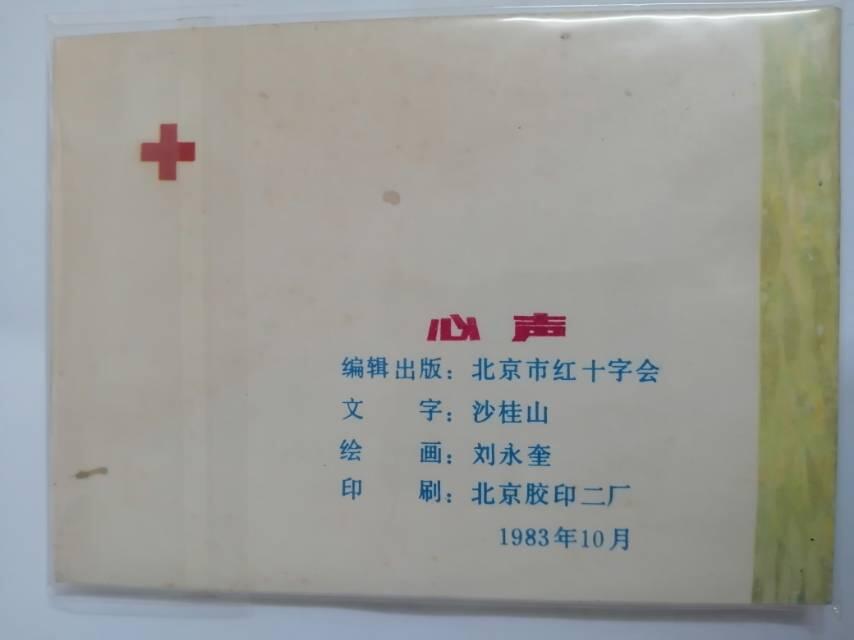 心声
编辑出版：北京市红十字会
文字：沙桂山
绘画：刘永奎
印刷：北京胶印二厂
1983年10月